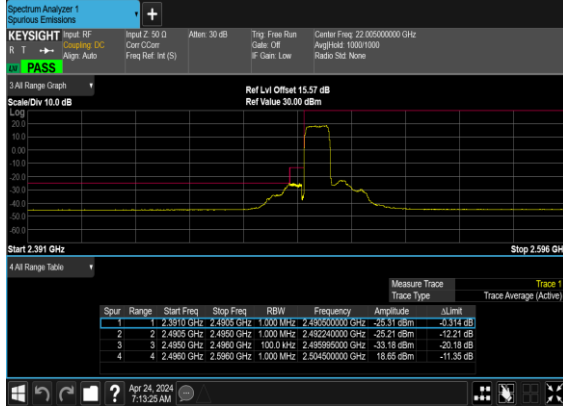 Spectrum Analyzer 1
Spurious Emissions
+
KEYSIGHT Input: RF Input Z: 50 Ω Atten: 30 dB Trig: Free Run Center Freq: 22.005000000 GHz
R T Coupling: DC Corr CCorr Gate: Off Avg|Hold: 1000/1000
Align: Auto Freq Ref: Int (S) IF Gain: Low Radio Std: None
PASS
3 All Range Graph
Ref Lvl Offset 15.57 dB
Scale/Div 10.0 dB Ref Value 30.00 dBm
Log
20.0
10.0
0.00
-10.0
-20.0
-30.0
-40.0
-50.0
-60.0
Start 2.391 GHz Stop 2.596 GH
4 All Range Table
Measure Trace Trace 1
Trace Type Trace Average (Active)
Spur Range Start Freq Stop Freq RBW Frequency Amplitude ΔLimit
1 1 2.3910 GHz 2.4905 GHz 1.000 MHz 2.490500000 GHz -25.31 dBm -0.314 dB
2 2 2.4905 GHz 2.4950 GHz 1.000 MHz 2.492240000 GHz -25.21 dBm -12.21 dB
3 3 2.4950 GHz 2.4960 GHz 100.0 kHz 2.495995000 GHz -33.18 dBm -20.18 dB
4 4 2.4960 GHz 2.5960 GHz 1.000 MHz 2.504500000 GHz 18.65 dBm -11.35 dB
? Apr 24, 2024
7:13:25 AM